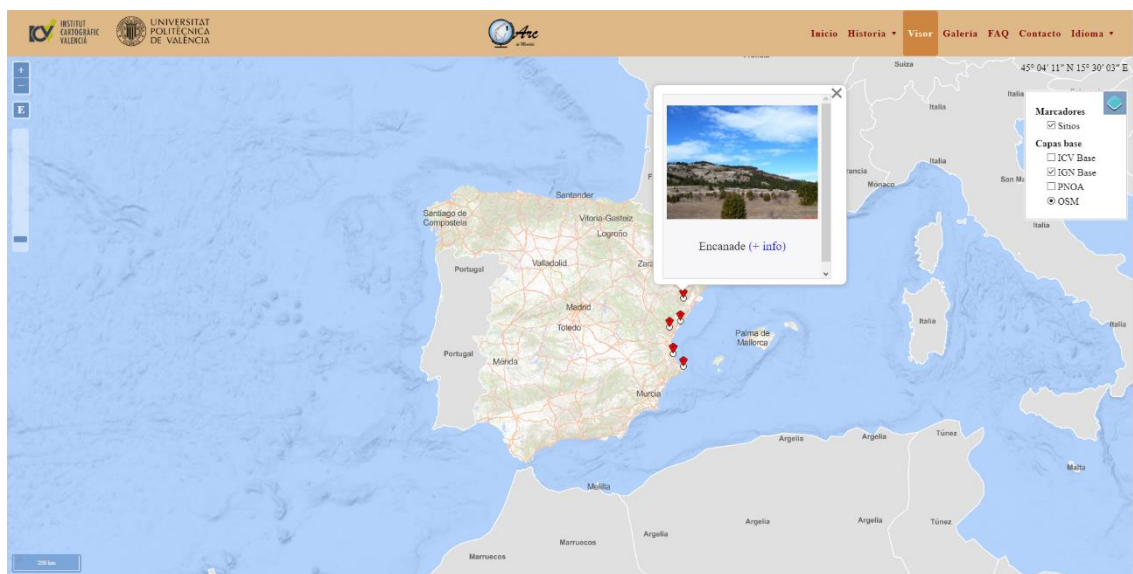 INSTITUT
CARTOGRÀFIC
VALENCIÀ
UNIVERSITAT
POLITÈCNICA
DE VALÈNCIA
Arc
Inicio Historia Visor Galería FAQ Contacto Idioma
45° 04' 11" N 15° 30' 03" E
+
−
E
Marcadores
Sitios
Capas base
ICV Base
IGN Base
PNOA
OSM
Encanade (+ info)
Suiza
Italia
Italia
Italia
Mónaco
Italia
Santander
Santiago de
Compostela
Vitoria-Gasteiz
Logroño
Valladolid
Portugal
Madrid
Toledo
Palma de
Mallorca
Italia
Italia
Portugal
Mérida
Murcia
Argelia
Argelia
Túnez
Malta
Melilla
Argelia
Argelia
Argelia
Túnez
Marruecos
Marruecos